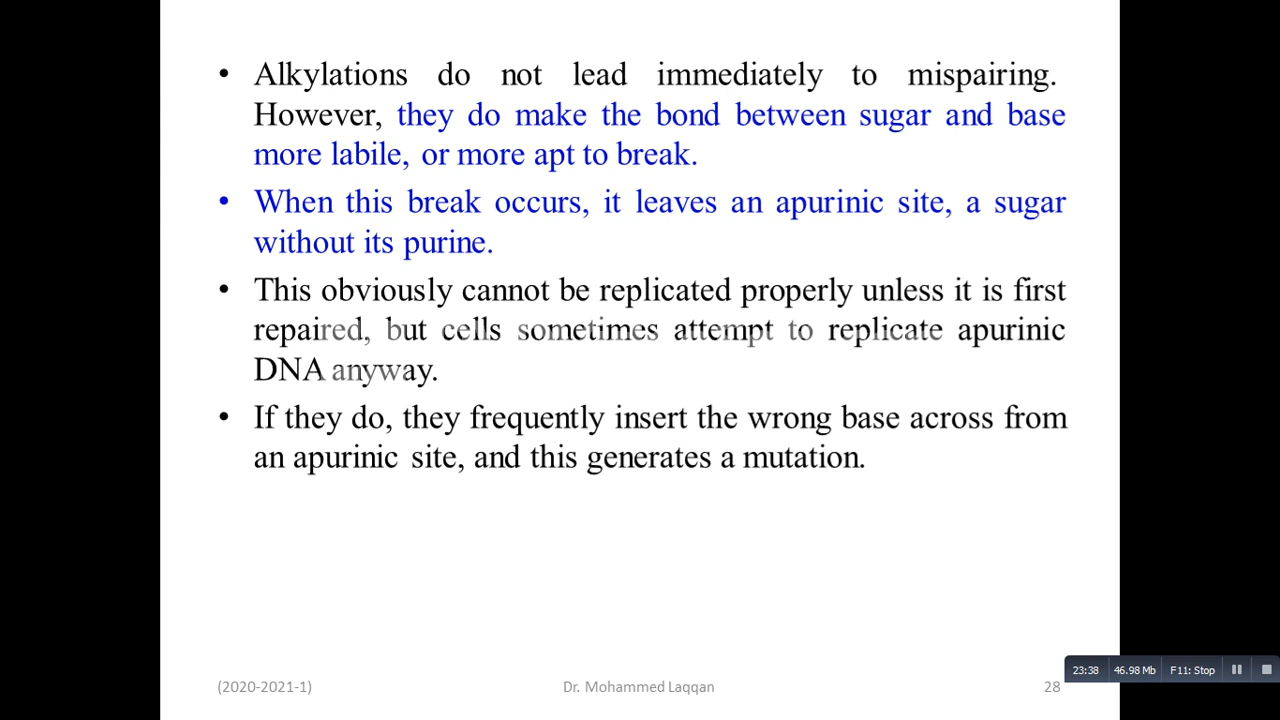 • Alkylations do not lead immediately to mispairing.
However, they do make the bond between sugar and base
more labile, or more apt to break.
• When this break occurs, it leaves an apurinic site, a sugar
without its purine.
• This obviously cannot be replicated properly unless it is first
repaired, but cells sometimes attempt to replicate apurinic
DNA anyway.
• If they do, they frequently insert the wrong base across from
an apurinic site, and this generates a mutation.
(2020-2021-1) Dr. Mohammed Laqqan 28
23:38 46.98 Mb F11: Stop